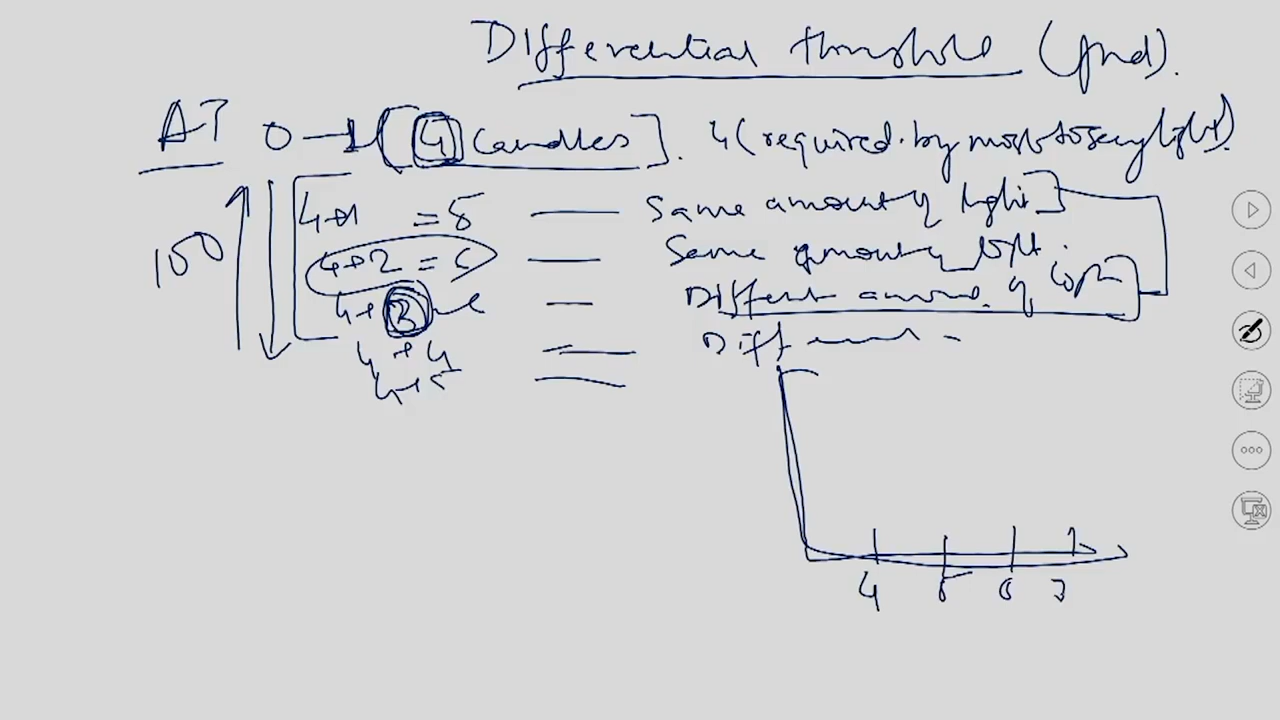 Differential threshold (jnd).
AT 0 → [4 Candles]. 4 (required by most to see light)
4+1 = 5 — Same amount of light]
4+2 = 6 — Same amount of light.
100
4+3 — Different amount of light]
4+4 — Different -
4+5 —
4 5 6 7